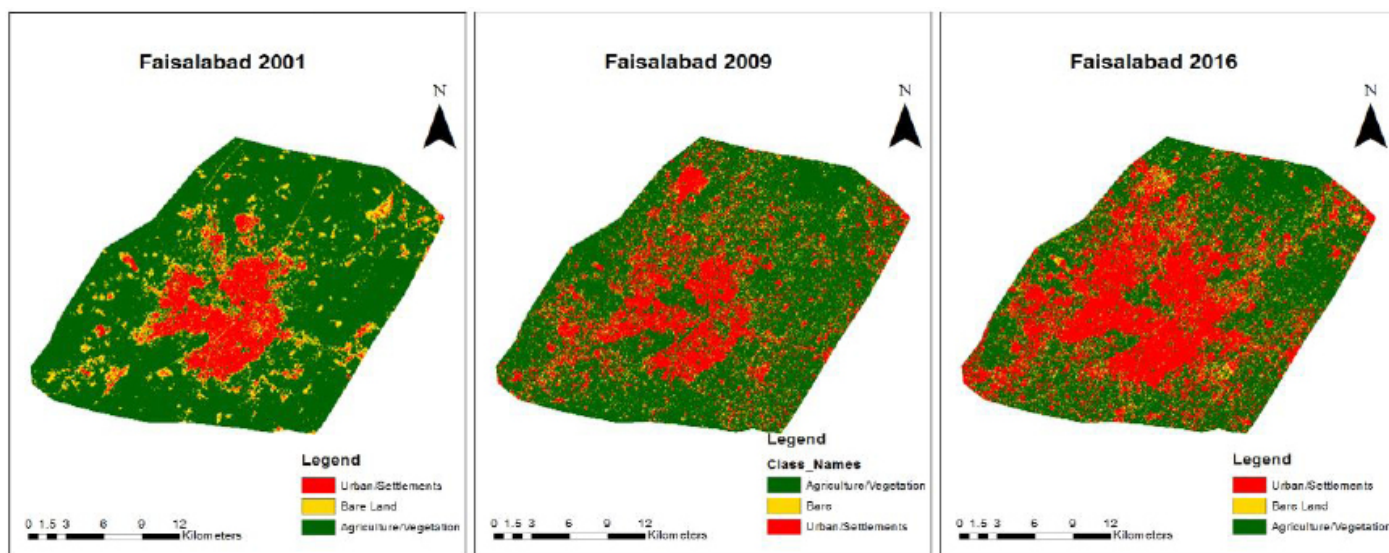 Faisalabad 2001
N
Legend
Urban/Settlements
Bare Land
Agriculture/Vegetation
0 1.5 3 6 9 12
Kilometers
Faisalabad 2009
N
Legend
Class_Names
Agriculture/Vegetation
Bare
Urban/Settlements
0 1.5 3 6 9 12
Kilometers
Faisalabad 2016
N
Legend
Urban/Settlements
Bare Land
Agriculture/Vegetation
0 1.5 3 6 9 12
Kilometers